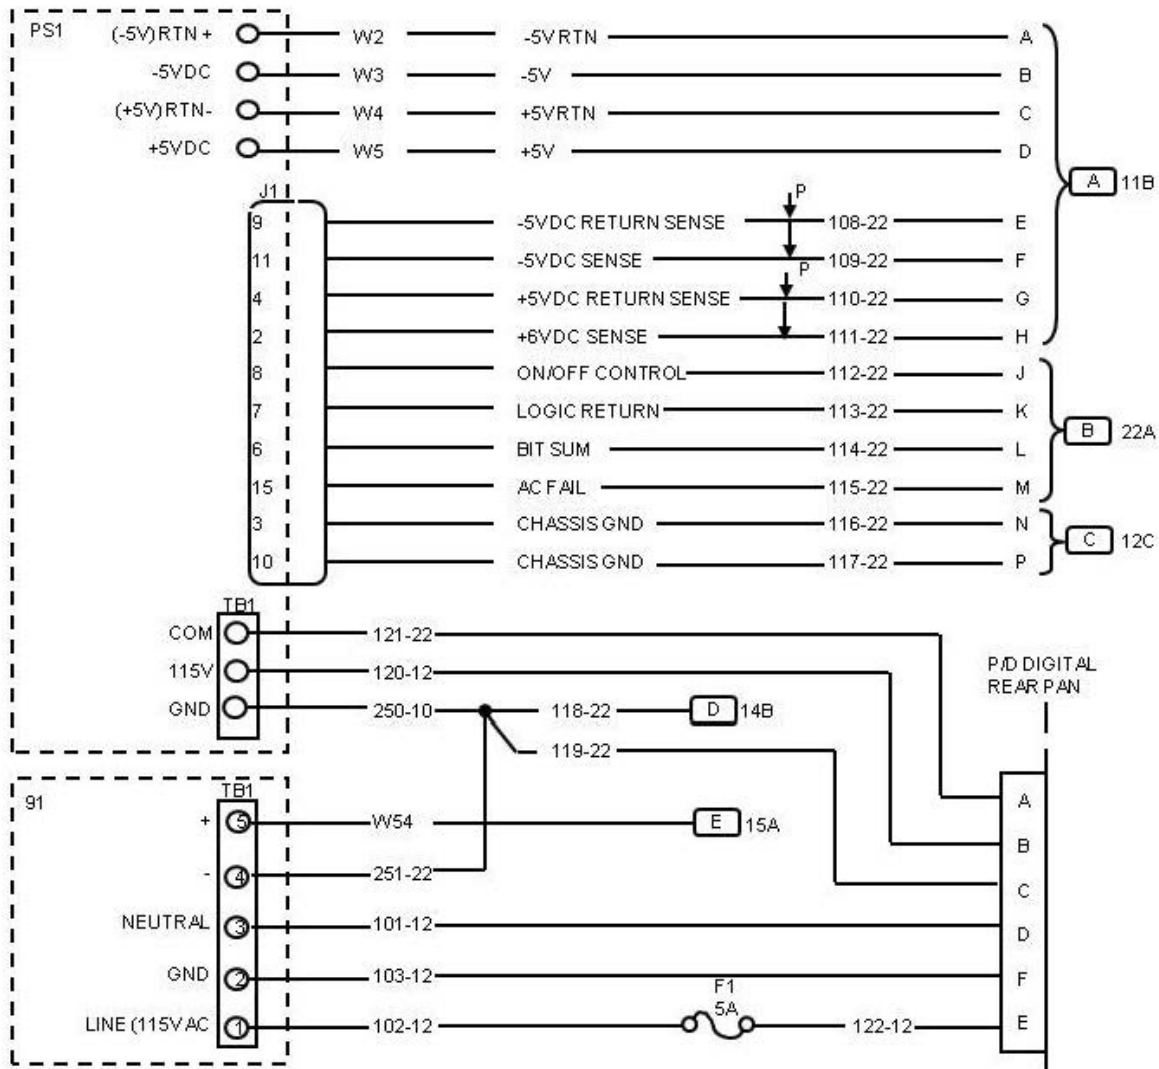 PS1 (-5V)RTN + W2 -5V RTN A
-5VDC W3 -5V B
(+5V)RTN- W4 +5V RTN C
+5VDC W5 +5V D
A 11B
J1 P
9 -5VDC RETURN SENSE 108-22 E
11 -5VDC SENSE 109-22 F
P
4 +5VDC RETURN SENSE 110-22 G
2 +6VDC SENSE 111-22 H
8 ON/OFF CONTROL 112-22 J
7 LOGIC RETURN 113-22 K
B 22A
6 BIT SUM 114-22 L
15 AC FAIL 115-22 M
3 CHASSIS GND 116-22 N
C 12C
10 CHASSIS GND 117-22 P
TB1
COM 121-22
115V 120-12
P/D DIGITAL
REAR PAN
GND 250-10 118-22 D 14B
119-22
91 TB1
A
+ 5 W54 E 15A
B
- 4 251-22
C
NEUTRAL 3 101-12 D
GND 2 103-12 F
F1
5A
LINE (115V AC 1 102-12 122-12 E